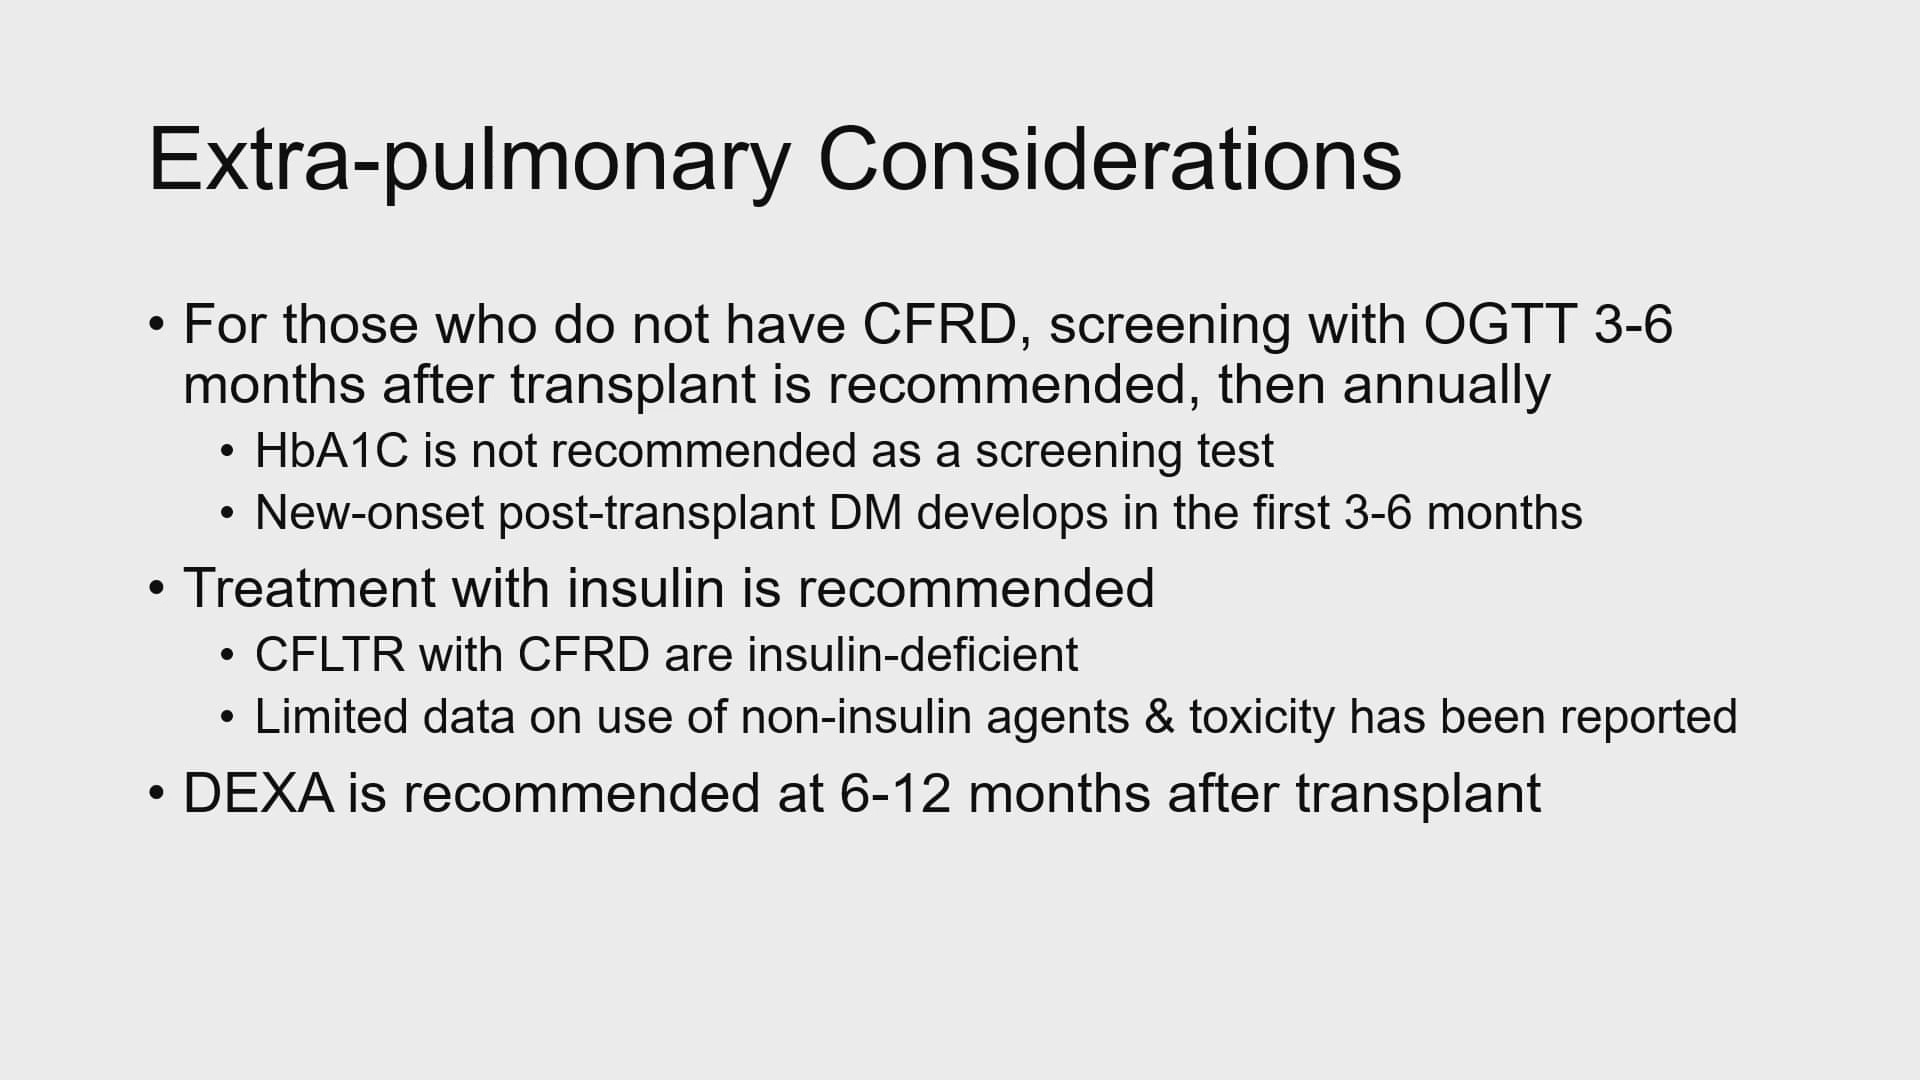 Extra-pulmonary Considerations
• For those who do not have CFRD, screening with OGTT 3-6
months after transplant is recommended, then annually
• HbA1C is not recommended as a screening test
• New-onset post-transplant DM develops in the first 3-6 months
• Treatment with insulin is recommended
• CFLTR with CFRD are insulin-deficient
• Limited data on use of non-insulin agents & toxicity has been reported
• DEXA is recommended at 6-12 months after transplant